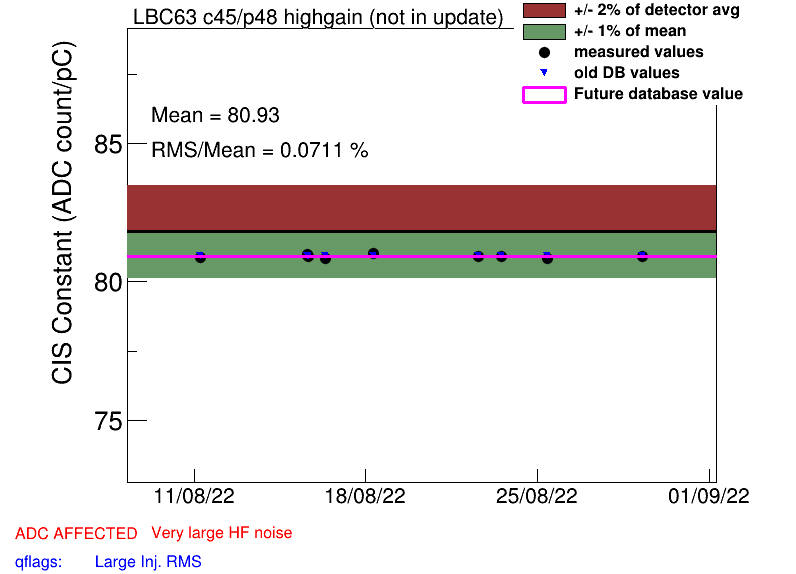 LBC63 c45/p48 highgain (not in update)
+/- 2% of detector avg
+/- 1% of mean
measured values
old DB values
Future database value
CIS Constant (ADC count/pC)
Mean = 80.93
RMS/Mean = 0.0711 %
85
80
75
11/08/22 18/08/22 25/08/22 01/09/22
ADC AFFECTED Very large HF noise
qflags: Large Inj. RMS